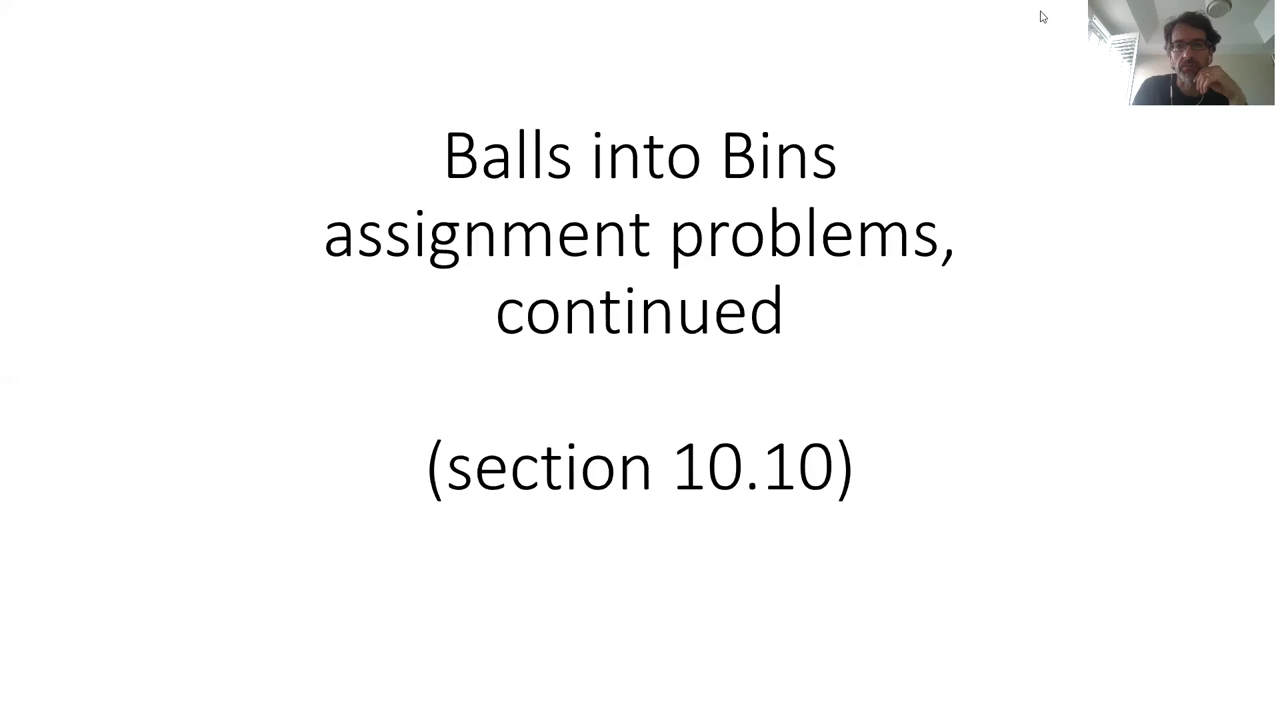 Balls into Bins
assignment problems,
continued
(section 10.10)